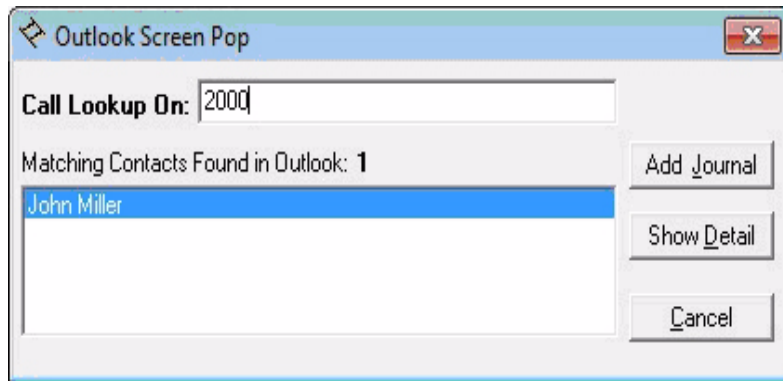 Outlook Screen Pop
Call Lookup On: 2000
Matching Contacts Found in Outlook: 1
Add Journal
John Miller
Show Detail
Cancel